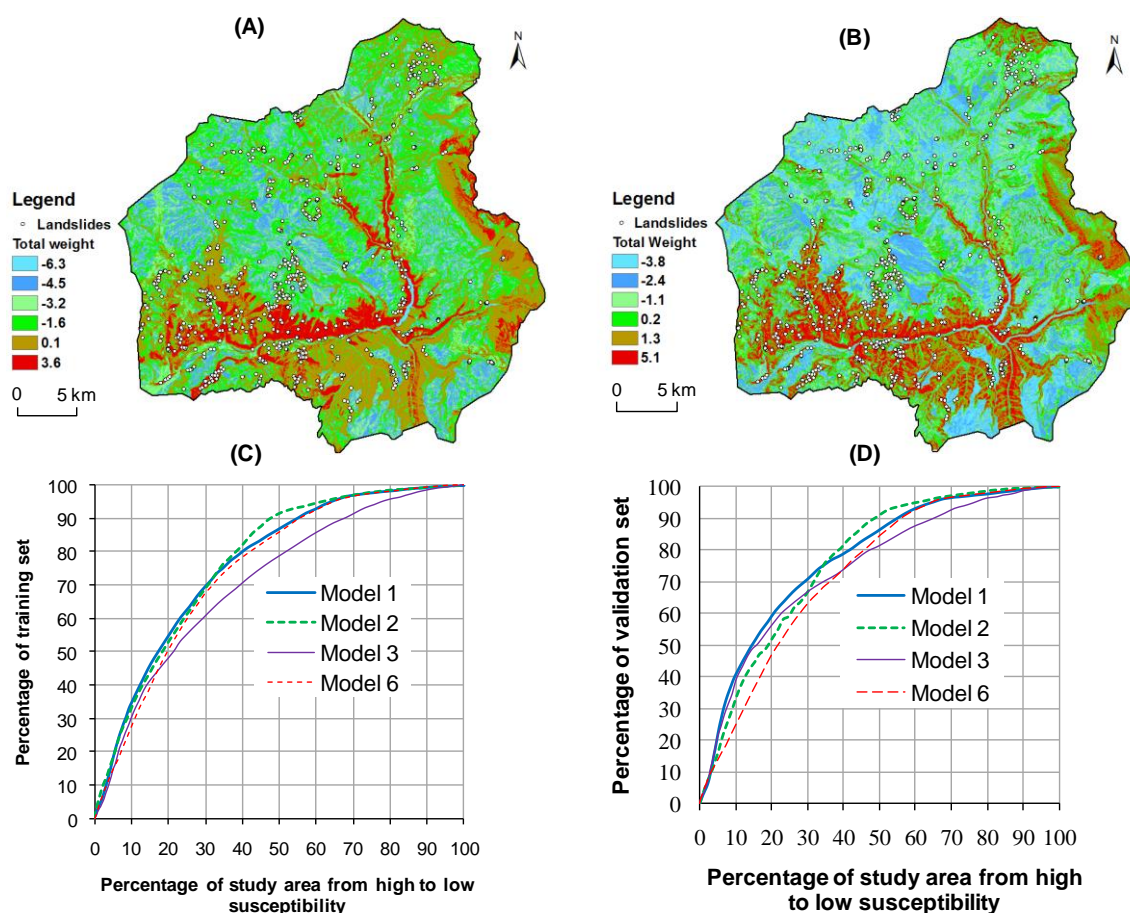 (A)
N
Legend
Landslides
Total weight
-6.3
-4.5
-3.2
-1.6
0.1
3.6
0 5 km
(B)
N
Legend
Landslides
Total Weight
-3.8
-2.4
-1.1
0.2
1.3
5.1
0 5 km
(C)
Percentage of training set
100
90
80
70
60
50
40
30
20
10
0
Model 1
Model 2
Model 3
Model 6
0 10 20 30 40 50 60 70 80 90 100
Percentage of study area from high to low
susceptibility
(D)
Percentage of validation set
100
90
80
70
60
50
40
30
20
10
0
Model 1
Model 2
Model 3
Model 6
0 10 20 30 40 50 60 70 80 90 100
Percentage of study area from high
to low susceptibility